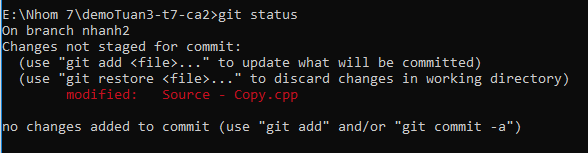 E:\Nhom 7\demoTuan3-t7-ca2>git status
On branch nhanh2
Changes not staged for commit:
  (use "git add <file>..." to update what will be committed)
  (use "git restore <file>..." to discard changes in working directory)
        modified:   Source - Copy.cpp

no changes added to commit (use "git add" and/or "git commit -a")